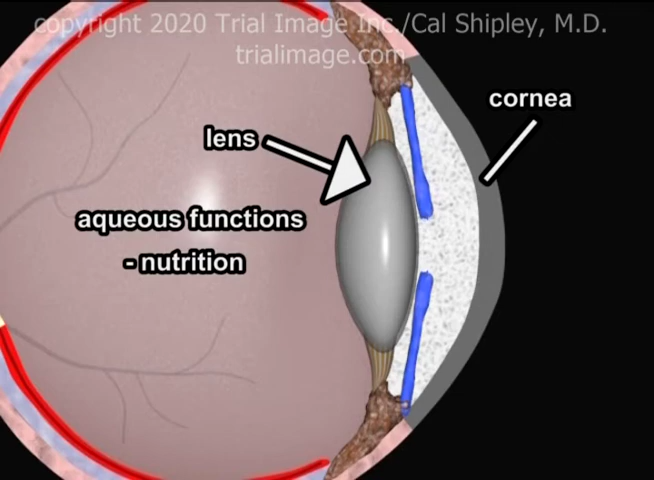 copyright 2020 Trial Image Inc./Cal Shipley, M.D.
trialimage.com
cornea
lens
aqueous functions
- nutrition